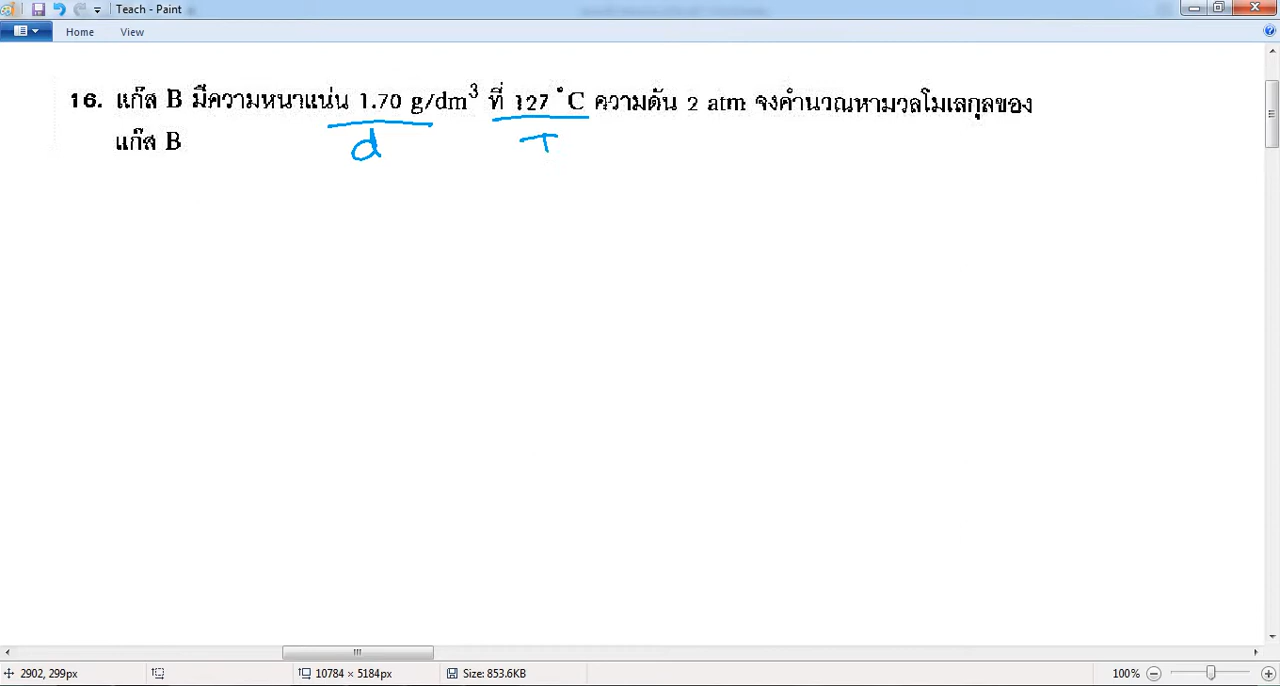 Teach - Paint
Home View
16. แก๊ส B มีความหนาแน่น 1.70 g/dm³ ที่ 127 °C ความดัน 2 atm จงคำนวณหามวลโมเลกุลของ
แก๊ส B
d T
2902, 299px 10784 × 5184px Size: 853.6KB 100%